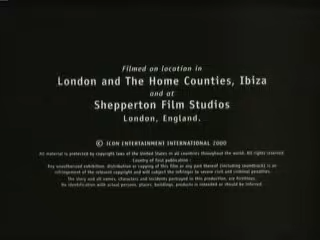 Filmed on location in
London and The Home Counties, Ibiza
and at
Shepperton Film Studios
London, England.
© ICON ENTERTAINMENT INTERNATIONAL 2000
All material is protected by copyright laws of the United States in all countries throughout the world. All rights reserved
Country of first publication :
Any unauthorised exhibition, distribution or copying of this film or any part thereof (including soundtrack) is an
infringement of the relevant copyright and will subject the infringer to severe civil and criminal penalties.
The story and all names, characters and incidents portrayed in this production are fictitious.
No identification with actual persons, places, buildings, products is intended or should be inferred.